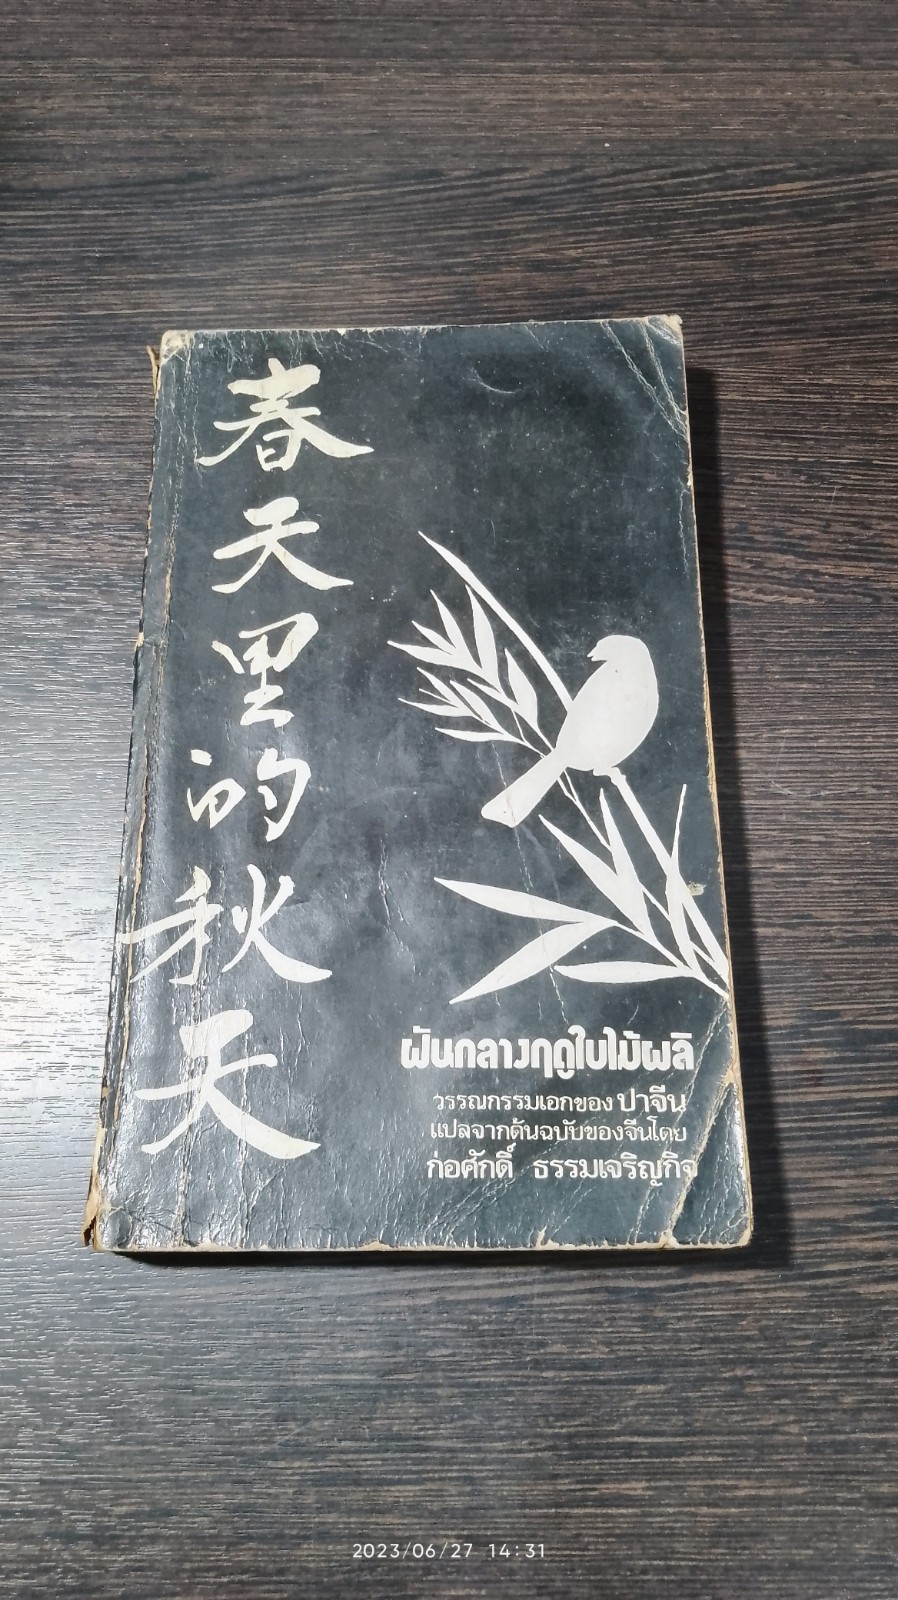 春天里的秋天
ฝันกลางฤดูใบไม้ผลิ
วรรณกรรมเอกของ ปาจีน
แปลจากต้นฉบับของจีนโดย
ก่อศักดิ์ ธรรมเจริญกิจ
2023/06/27 14:31